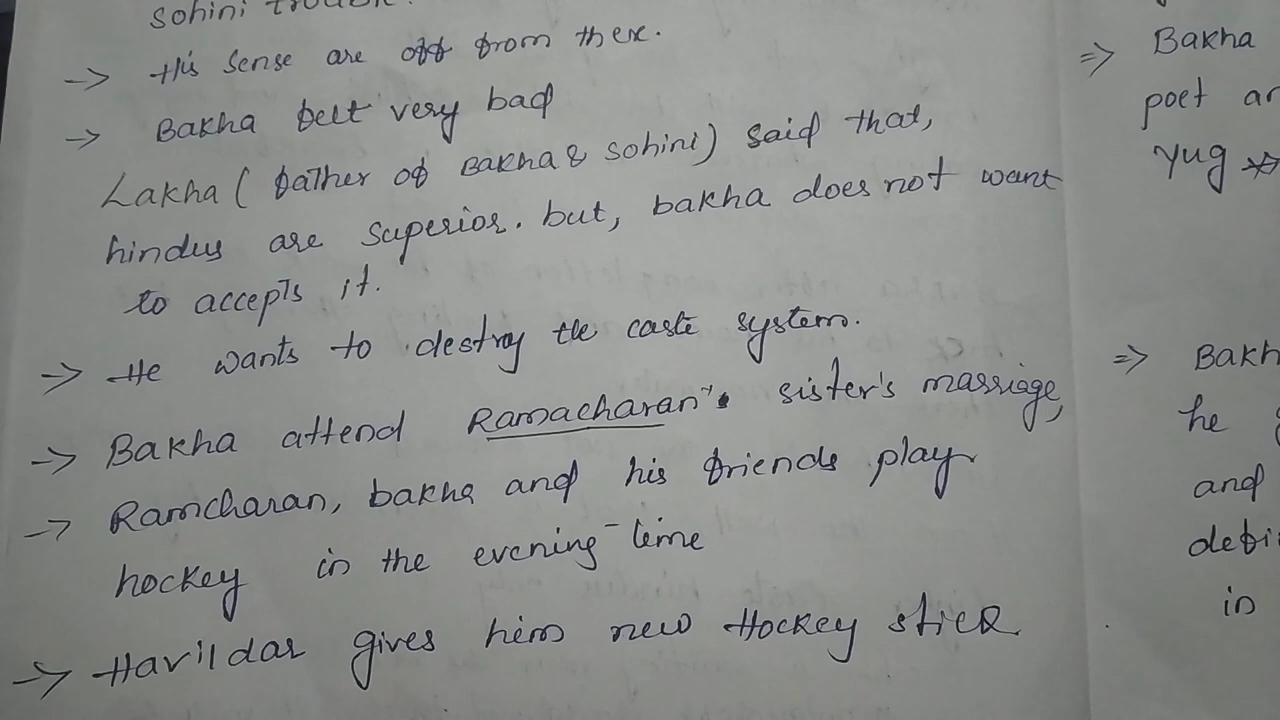 sohini
-> His sense are off from there.
-> Bakha felt very bad
Lakha ( father of Bakha & sohini) said that,
hindus are superior. but, bakha does not want
to accepts it.
-> He wants to destroy the caste system.
-> Bakha attend Ramacharan's sister's marriage,
-> Ramcharan, bakha and his friends play
hockey in the evening-time
-> Havildar gives him new Hockey stick
=> Bakha
poet
Yug
=>
he
and
in